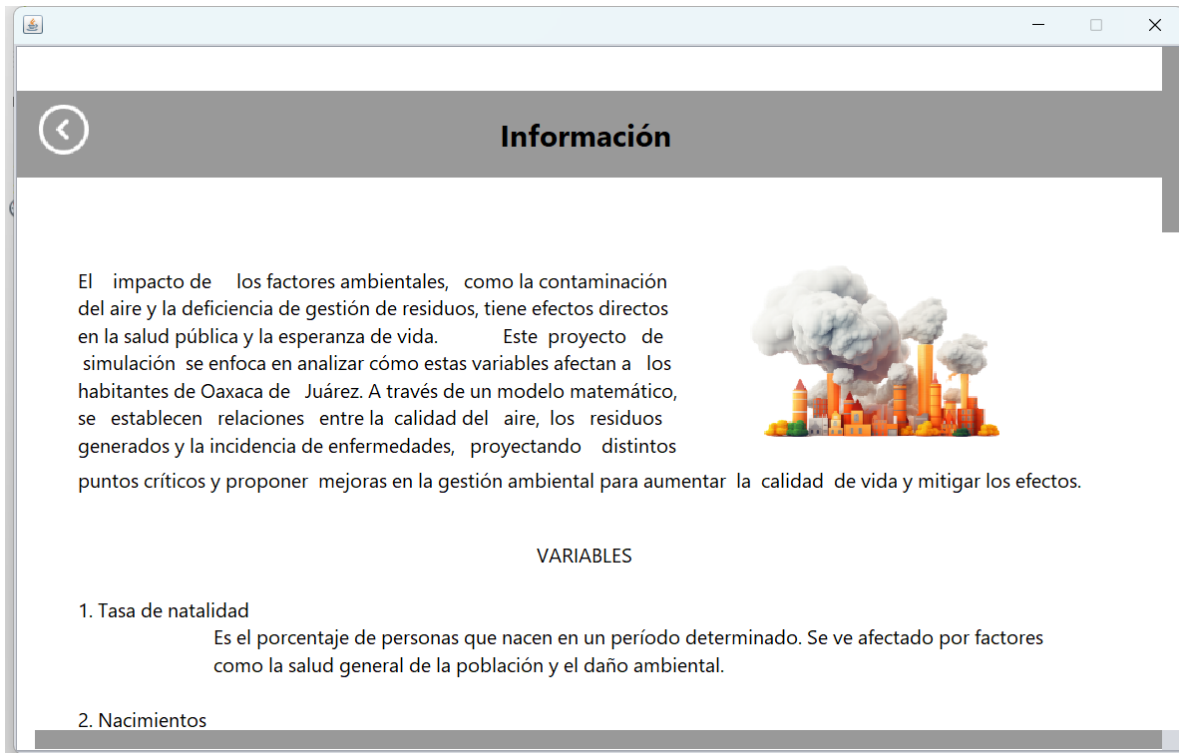 Información
El impacto de los factores ambientales, como la contaminación
del aire y la deficiencia de gestión de residuos, tiene efectos directos
en la salud pública y la esperanza de vida. Este proyecto de
simulación se enfoca en analizar cómo estas variables afectan a los
habitantes de Oaxaca de Juárez. A través de un modelo matemático,
se establecen relaciones entre la calidad del aire, los residuos
generados y la incidencia de enfermedades, proyectando distintos
puntos críticos y proponer mejoras en la gestión ambiental para aumentar la calidad de vida y mitigar los efectos.
VARIABLES
1. Tasa de natalidad
Es el porcentaje de personas que nacen en un período determinado. Se ve afectado por factores
como la salud general de la población y el daño ambiental.
2. Nacimientos